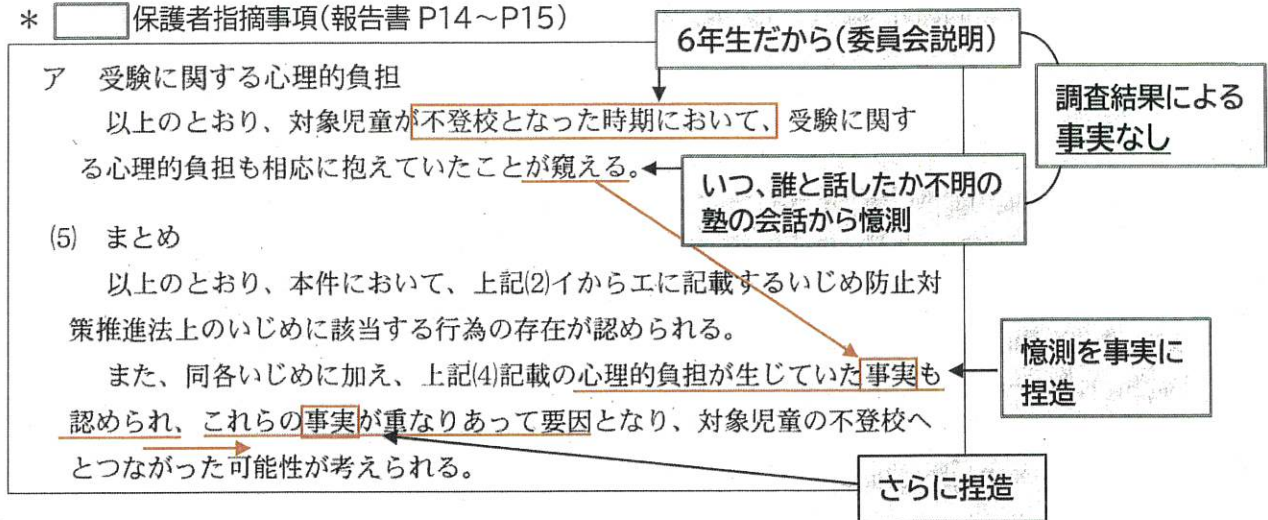 * 保護者指摘事項(報告書 P14～P15)
6年生だから(委員会説明)
調査結果による
事実なし
ア 受験に関する心理的負担
以上のとおり、対象児童が不登校となった時期において、受験に関す
る心理的負担も相応に抱えていたことが窺える。
いつ、誰と話したか不明の
塾の会話から憶測
(5) まとめ
以上のとおり、本件において、上記(2)イからエに記載するいじめ防止対
策推進法上のいじめに該当する行為の存在が認められる。
また、同各いじめに加え、上記(4)記載の心理的負担が生じていた事実も
認められ、これらの事実が重なりあって要因となり、対象児童の不登校へ
とつながった可能性が考えられる。
憶測を事実に
捏造
さらに捏造